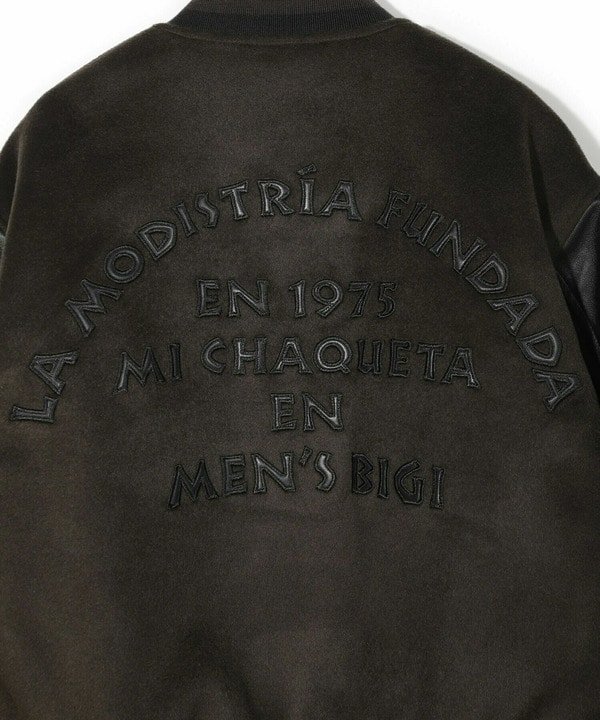 LA MODISTRÍA FUNDADA
EN 1975
MI CHAQUETA
EN
MEN'S BIGI